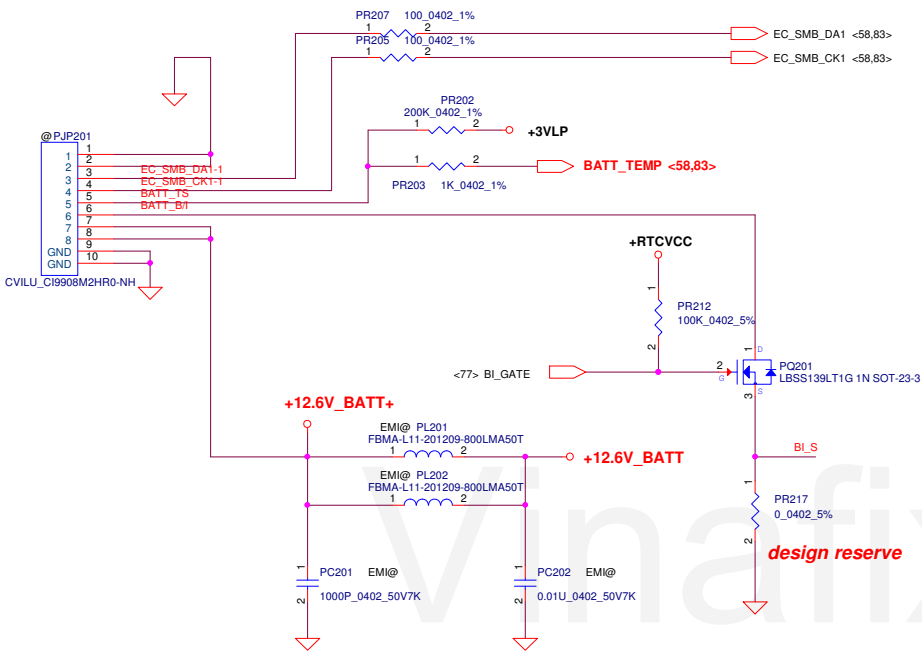 PR207 100_0402_1%
1 2
EC_SMB_DA1 <58,83>
PR205 100_0402_1%
1 2
EC_SMB_CK1 <58,83>
PR202
200K_0402_1%
1 2
+3VLP
1 2
BATT_TEMP <58,83>
PR203 1K_0402_1%
@ PJP201
1 1
2 2
3 3 EC_SMB_DA1-1
4 4 EC_SMB_CK1-1
5 5 BATT_TS
6 6 BATT_B/I
7 7
8 8
GND 9
GND 10
CVILU_CI9908M2HR0-NH
+RTCVCC
1
PR212
100K_0402_5%
2
<77> BI_GATE
1 D
2 G
PQ201
LBSS139LT1G 1N SOT-23-3
3 S
+12.6V_BATT+
EMI@ PL201
FBMA-L11-201209-800LMA50T
1 2
+12.6V_BATT
EMI@ PL202
FBMA-L11-201209-800LMA50T
1 2
BI_S
1
PR217
0_0402_5%
2
design reserve
1
PC201 EMI@
1000P_0402_50V7K
2
1
PC202 EMI@
0.01U_0402_50V7K
2
Vinafix